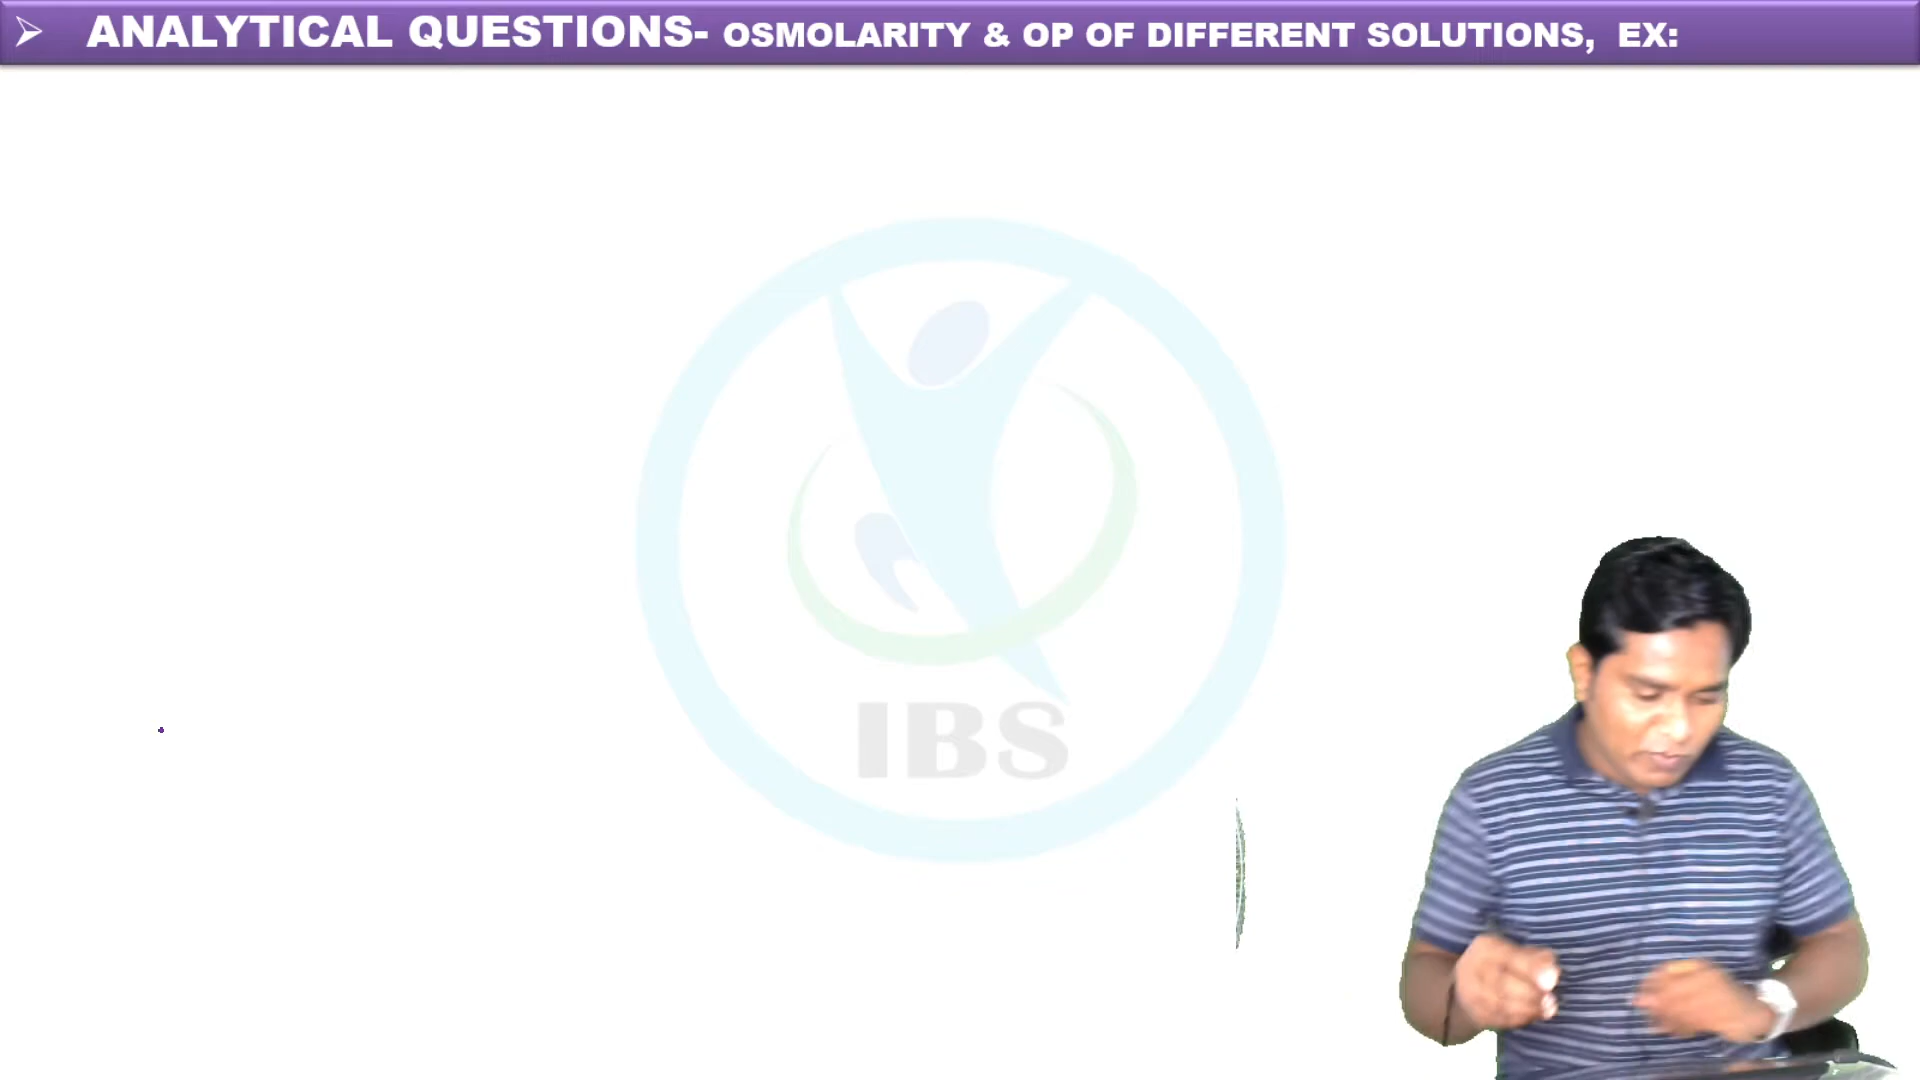 ANALYTICAL QUESTIONS- OSMOLARITY & OP OF DIFFERENT SOLUTIONS, EX:
IBS